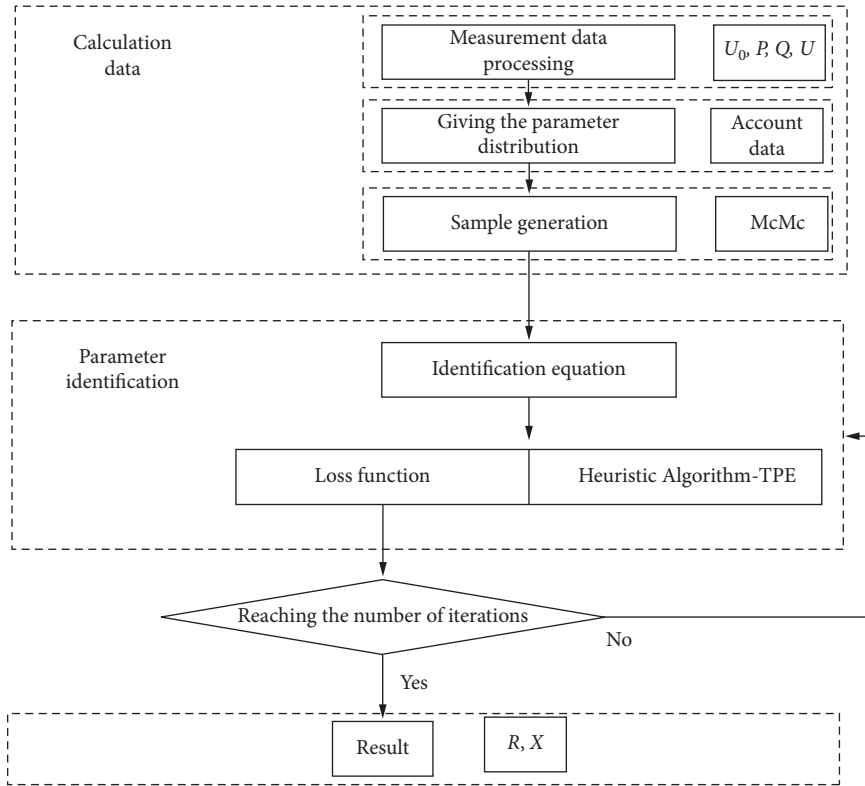 Calculation
data
Measurement data
processing
U₀, P, Q, U
Giving the parameter
distribution
Account
data
Sample generation
McMc
Parameter
identification
Identification equation
Loss function
Heuristic Algorithm-TPE
Reaching the number of iterations
No
Yes
Result
R, X